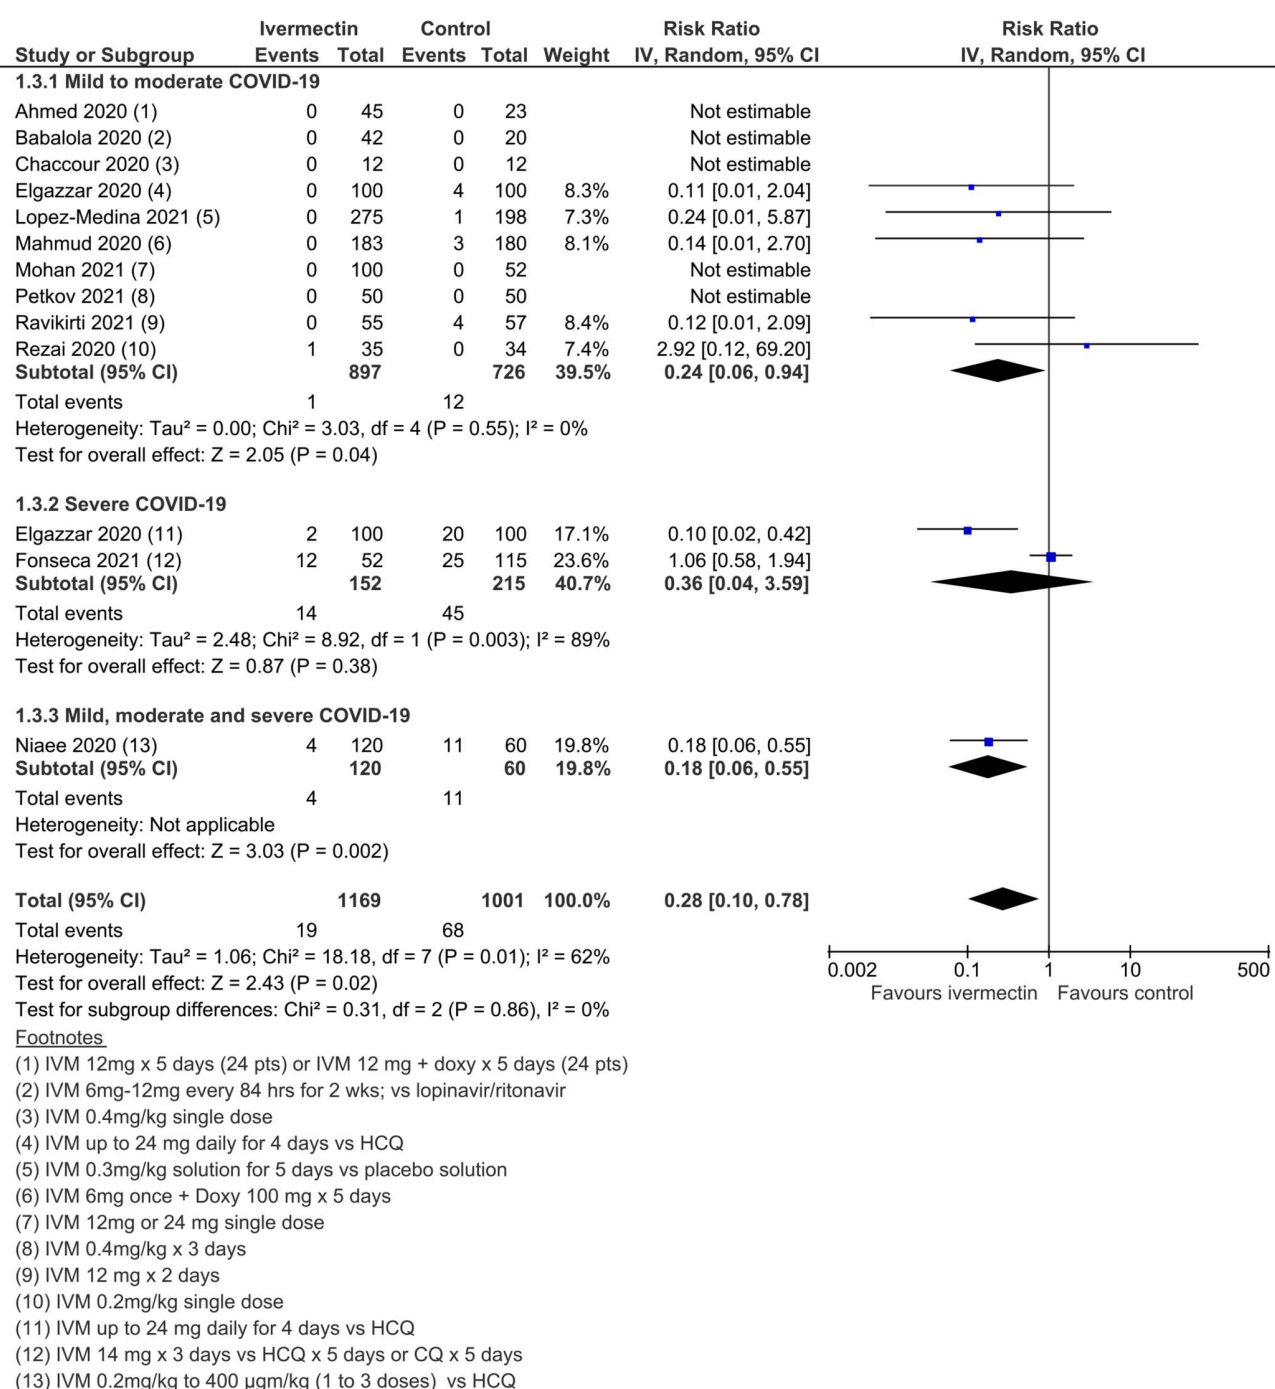 Ivermectin Control Risk Ratio Risk Ratio
Study or Subgroup Events Total Events Total Weight IV, Random, 95% CI IV, Random, 95% CI
1.3.1 Mild to moderate COVID-19
Ahmed 2020 (1) 0 45 0 23 Not estimable
Babalola 2020 (2) 0 42 0 20 Not estimable
Chaccour 2020 (3) 0 12 0 12 Not estimable
Elgazzar 2020 (4) 0 100 4 100 8.3% 0.11 [0.01, 2.04]
Lopez-Medina 2021 (5) 0 275 1 198 7.3% 0.24 [0.01, 5.87]
Mahmud 2020 (6) 0 183 3 180 8.1% 0.14 [0.01, 2.70]
Mohan 2021 (7) 0 100 0 52 Not estimable
Petkov 2021 (8) 0 50 0 50 Not estimable
Ravikirti 2021 (9) 0 55 4 57 8.4% 0.12 [0.01, 2.09]
Rezai 2020 (10) 1 35 0 34 7.4% 2.92 [0.12, 69.20]
Subtotal (95% CI) 897 726 39.5% 0.24 [0.06, 0.94]
Total events 1 12
Heterogeneity: Tau² = 0.00; Chi² = 3.03, df = 4 (P = 0.55); I² = 0%
Test for overall effect: Z = 2.05 (P = 0.04)
1.3.2 Severe COVID-19
Elgazzar 2020 (11) 2 100 20 100 17.1% 0.10 [0.02, 0.42]
Fonseca 2021 (12) 12 52 25 115 23.6% 1.06 [0.58, 1.94]
Subtotal (95% CI) 152 215 40.7% 0.36 [0.04, 3.59]
Total events 14 45
Heterogeneity: Tau² = 2.48; Chi² = 8.92, df = 1 (P = 0.003); I² = 89%
Test for overall effect: Z = 0.87 (P = 0.38)
1.3.3 Mild, moderate and severe COVID-19
Niaee 2020 (13) 4 120 11 60 19.8% 0.18 [0.06, 0.55]
Subtotal (95% CI) 120 60 19.8% 0.18 [0.06, 0.55]
Total events 4 11
Heterogeneity: Not applicable
Test for overall effect: Z = 3.03 (P = 0.002)
Total (95% CI) 1169 1001 100.0% 0.28 [0.10, 0.78]
Total events 19 68
Heterogeneity: Tau² = 1.06; Chi² = 18.18, df = 7 (P = 0.01); I² = 62%
Test for overall effect: Z = 2.43 (P = 0.02)
Test for subgroup differences: Chi² = 0.31, df = 2 (P = 0.86), I² = 0%
0.002 0.1 1 10 500
Favours ivermectin Favours control
Footnotes
(1) IVM 12mg x 5 days (24 pts) or IVM 12 mg + doxy x 5 days (24 pts)
(2) IVM 6mg-12mg every 84 hrs for 2 wks; vs lopinavir/ritonavir
(3) IVM 0.4mg/kg single dose
(4) IVM up to 24 mg daily for 4 days vs HCQ
(5) IVM 0.3mg/kg solution for 5 days vs placebo solution
(6) IVM 6mg once + Doxy 100 mg x 5 days
(7) IVM 12mg or 24 mg single dose
(8) IVM 0.4mg/kg x 3 days
(9) IVM 12 mg x 2 days
(10) IVM 0.2mg/kg single dose
(11) IVM up to 24 mg daily for 4 days vs HCQ
(12) IVM 14 mg x 3 days vs HCQ x 5 days or CQ x 5 days
(13) IVM 0.2mg/kg to 400 µgm/kg (1 to 3 doses) vs HCQ